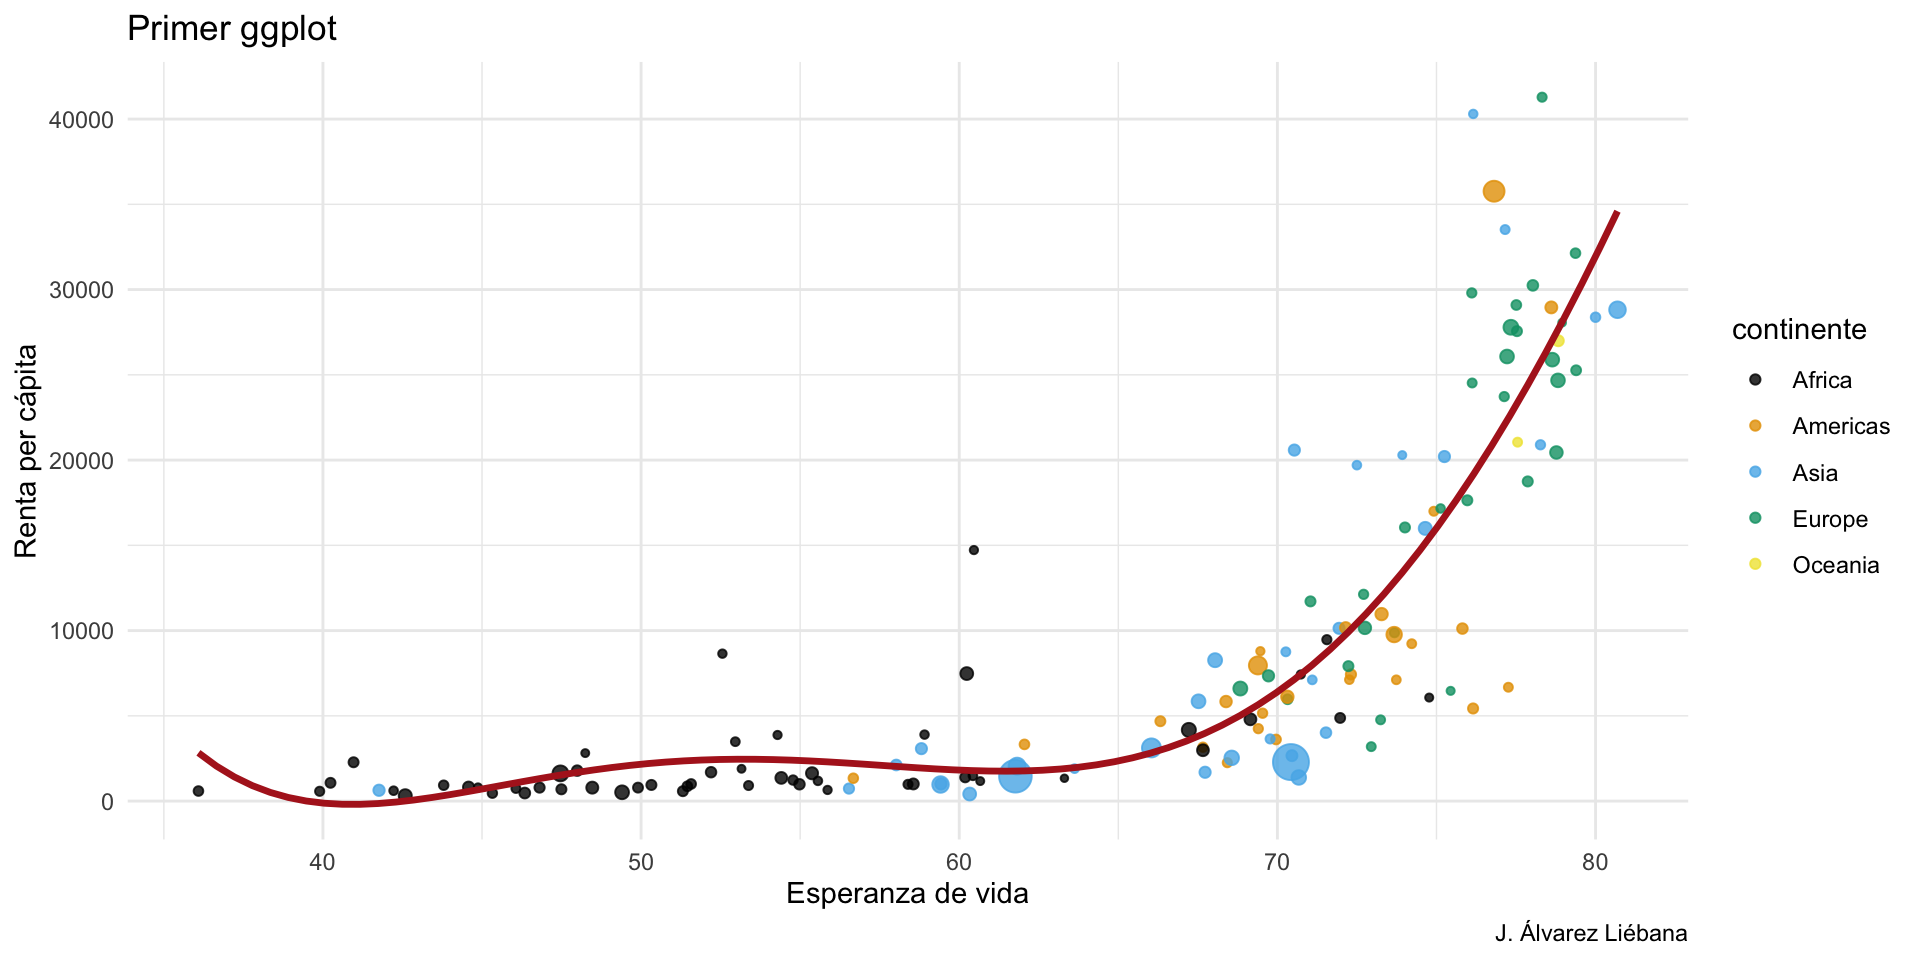 Primer ggplot
40000
30000
20000
10000
0
Renta per cápita
40
50
60
70
80
Esperanza de vida
continente
Africa
Americas
Asia
Europe
Oceania
J. Álvarez Liébana